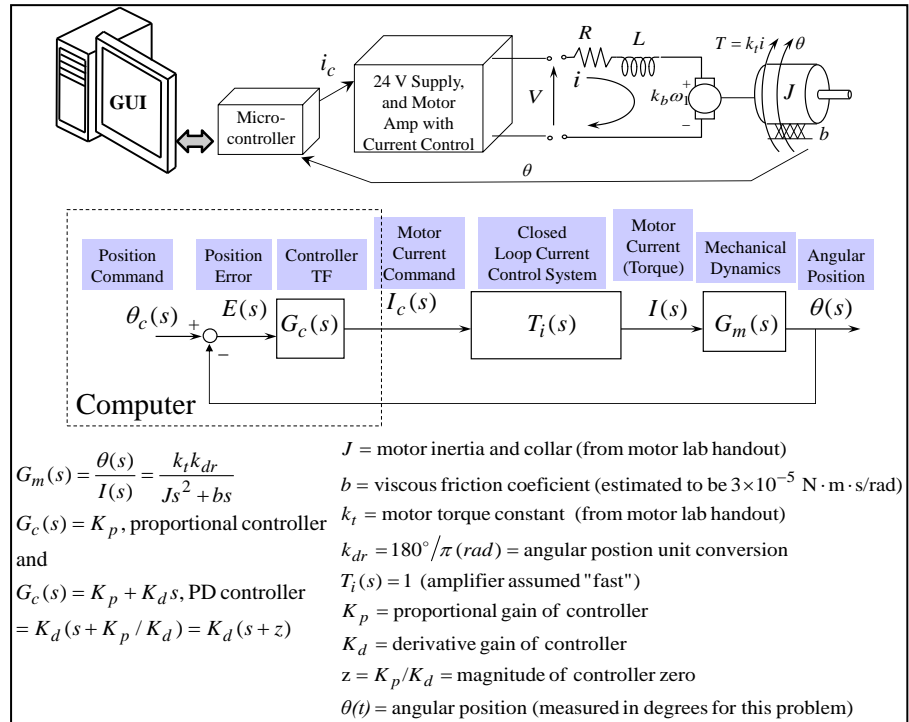 GUI
Micro-
controller
i_c
24 V Supply,
and Motor
Amp with
Current Control
V
R
L
i
+
k_bω_1
−
T = k_t i
θ
J
b
θ
Position
Command
Position
Error
Controller
TF
Motor
Current
Command
Closed
Loop Current
Control System
Motor
Current
(Torque)
Mechanical
Dynamics
Angular
Position
θ_c(s)
+
−
E(s)
G_c(s)
I_c(s)
T_i(s)
I(s)
G_m(s)
θ(s)
Computer
G_m(s) = θ(s)/I(s) = k_t k_dr/(Js² + bs)
G_c(s) = K_p, proportional controller
and
G_c(s) = K_p + K_d s, PD controller
= K_d(s + K_p / K_d) = K_d(s + z)
J = motor inertia and collar (from motor lab handout)
b = viscous friction coeficient (estimated to be 3×10⁻⁵ N·m·s/rad)
k_t = motor torque constant (from motor lab handout)
k_dr = 180°/π(rad) = angular postion unit conversion
T_i(s) = 1 (amplifier assumed "fast")
K_p = proportional gain of controller
K_d = derivative gain of controller
z = K_p/K_d = magnitude of controller zero
θ(t) = angular position (measured in degrees for this problem)